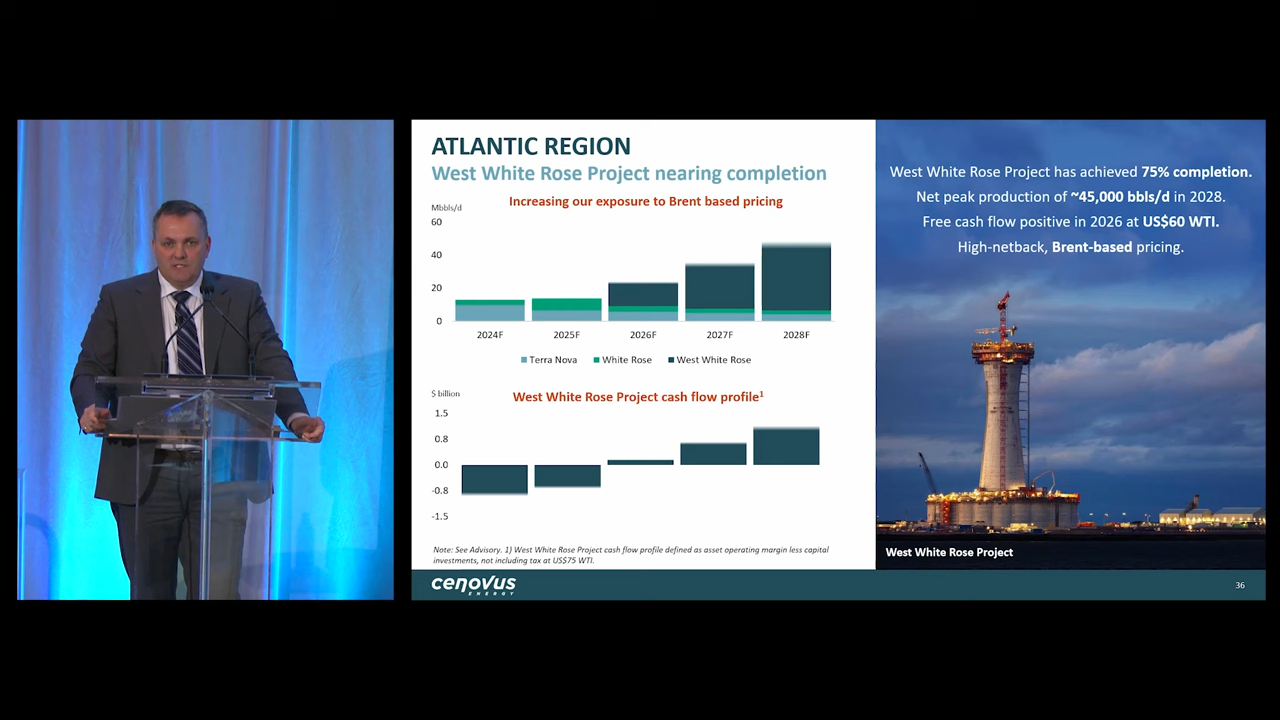 ATLANTIC REGION
West White Rose Project nearing completion
Mbbls/d
Increasing our exposure to Brent based pricing
60
40
20
0
2024F 2025F 2026F 2027F 2028F
Terra Nova White Rose West White Rose
$ billion
West White Rose Project cash flow profile1
1.5
0.8
0.0
-0.8
-1.5
Note: See Advisory. 1) West White Rose Project cash flow profile defined as asset operating margin less capital
investments, not including tax at US$75 WTI.
West White Rose Project has achieved 75% completion.
Net peak production of ~45,000 bbls/d in 2028.
Free cash flow positive in 2026 at US$60 WTI.
High-netback, Brent-based pricing.
West White Rose Project
cenovus
ENERGY
36